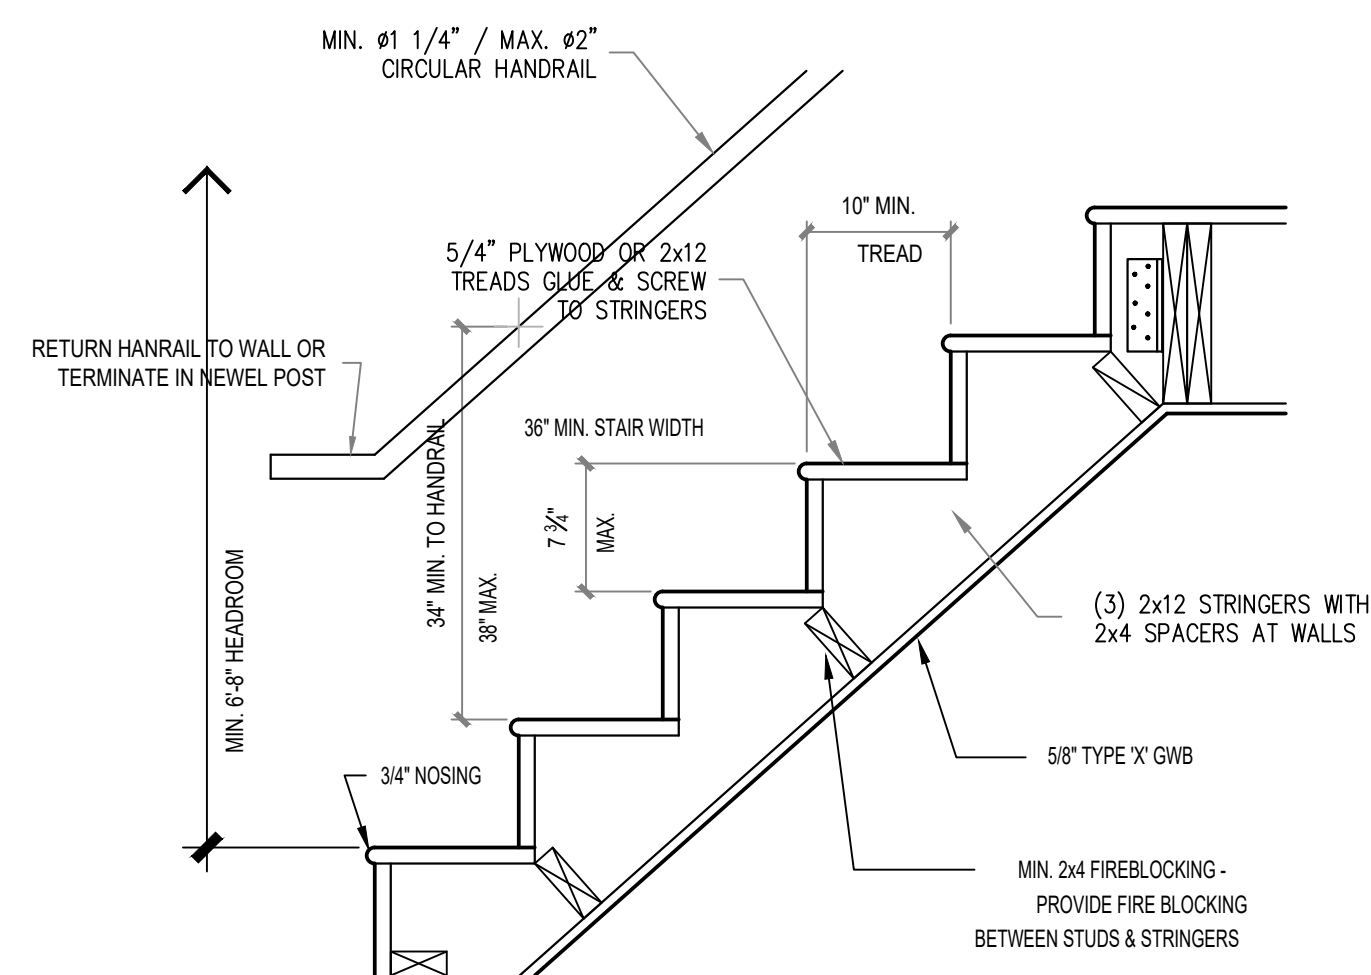 MIN. ø1 1/4” / MAX. ø2”
CIRCULAR HANDRAIL
10" MIN.
TREAD
5/4” PLYWOOD OR 2x12
TREADS GLUE & SCREW
TO STRINGERS
RETURN HANRAIL TO WALL OR
TERMINATE IN NEWEL POST
36" MIN. STAIR WIDTH
34" MIN. TO HANDRAIL
38" MAX.
7 3/4"
MAX.
MIN. 6'-8" HEADROOM
(3) 2x12 STRINGERS WITH
2x4 SPACERS AT WALLS
3/4" NOSING
5/8" TYPE 'X' GWB
MIN. 2x4 FIREBLOCKING -
PROVIDE FIRE BLOCKING
BETWEEN STUDS & STRINGERS